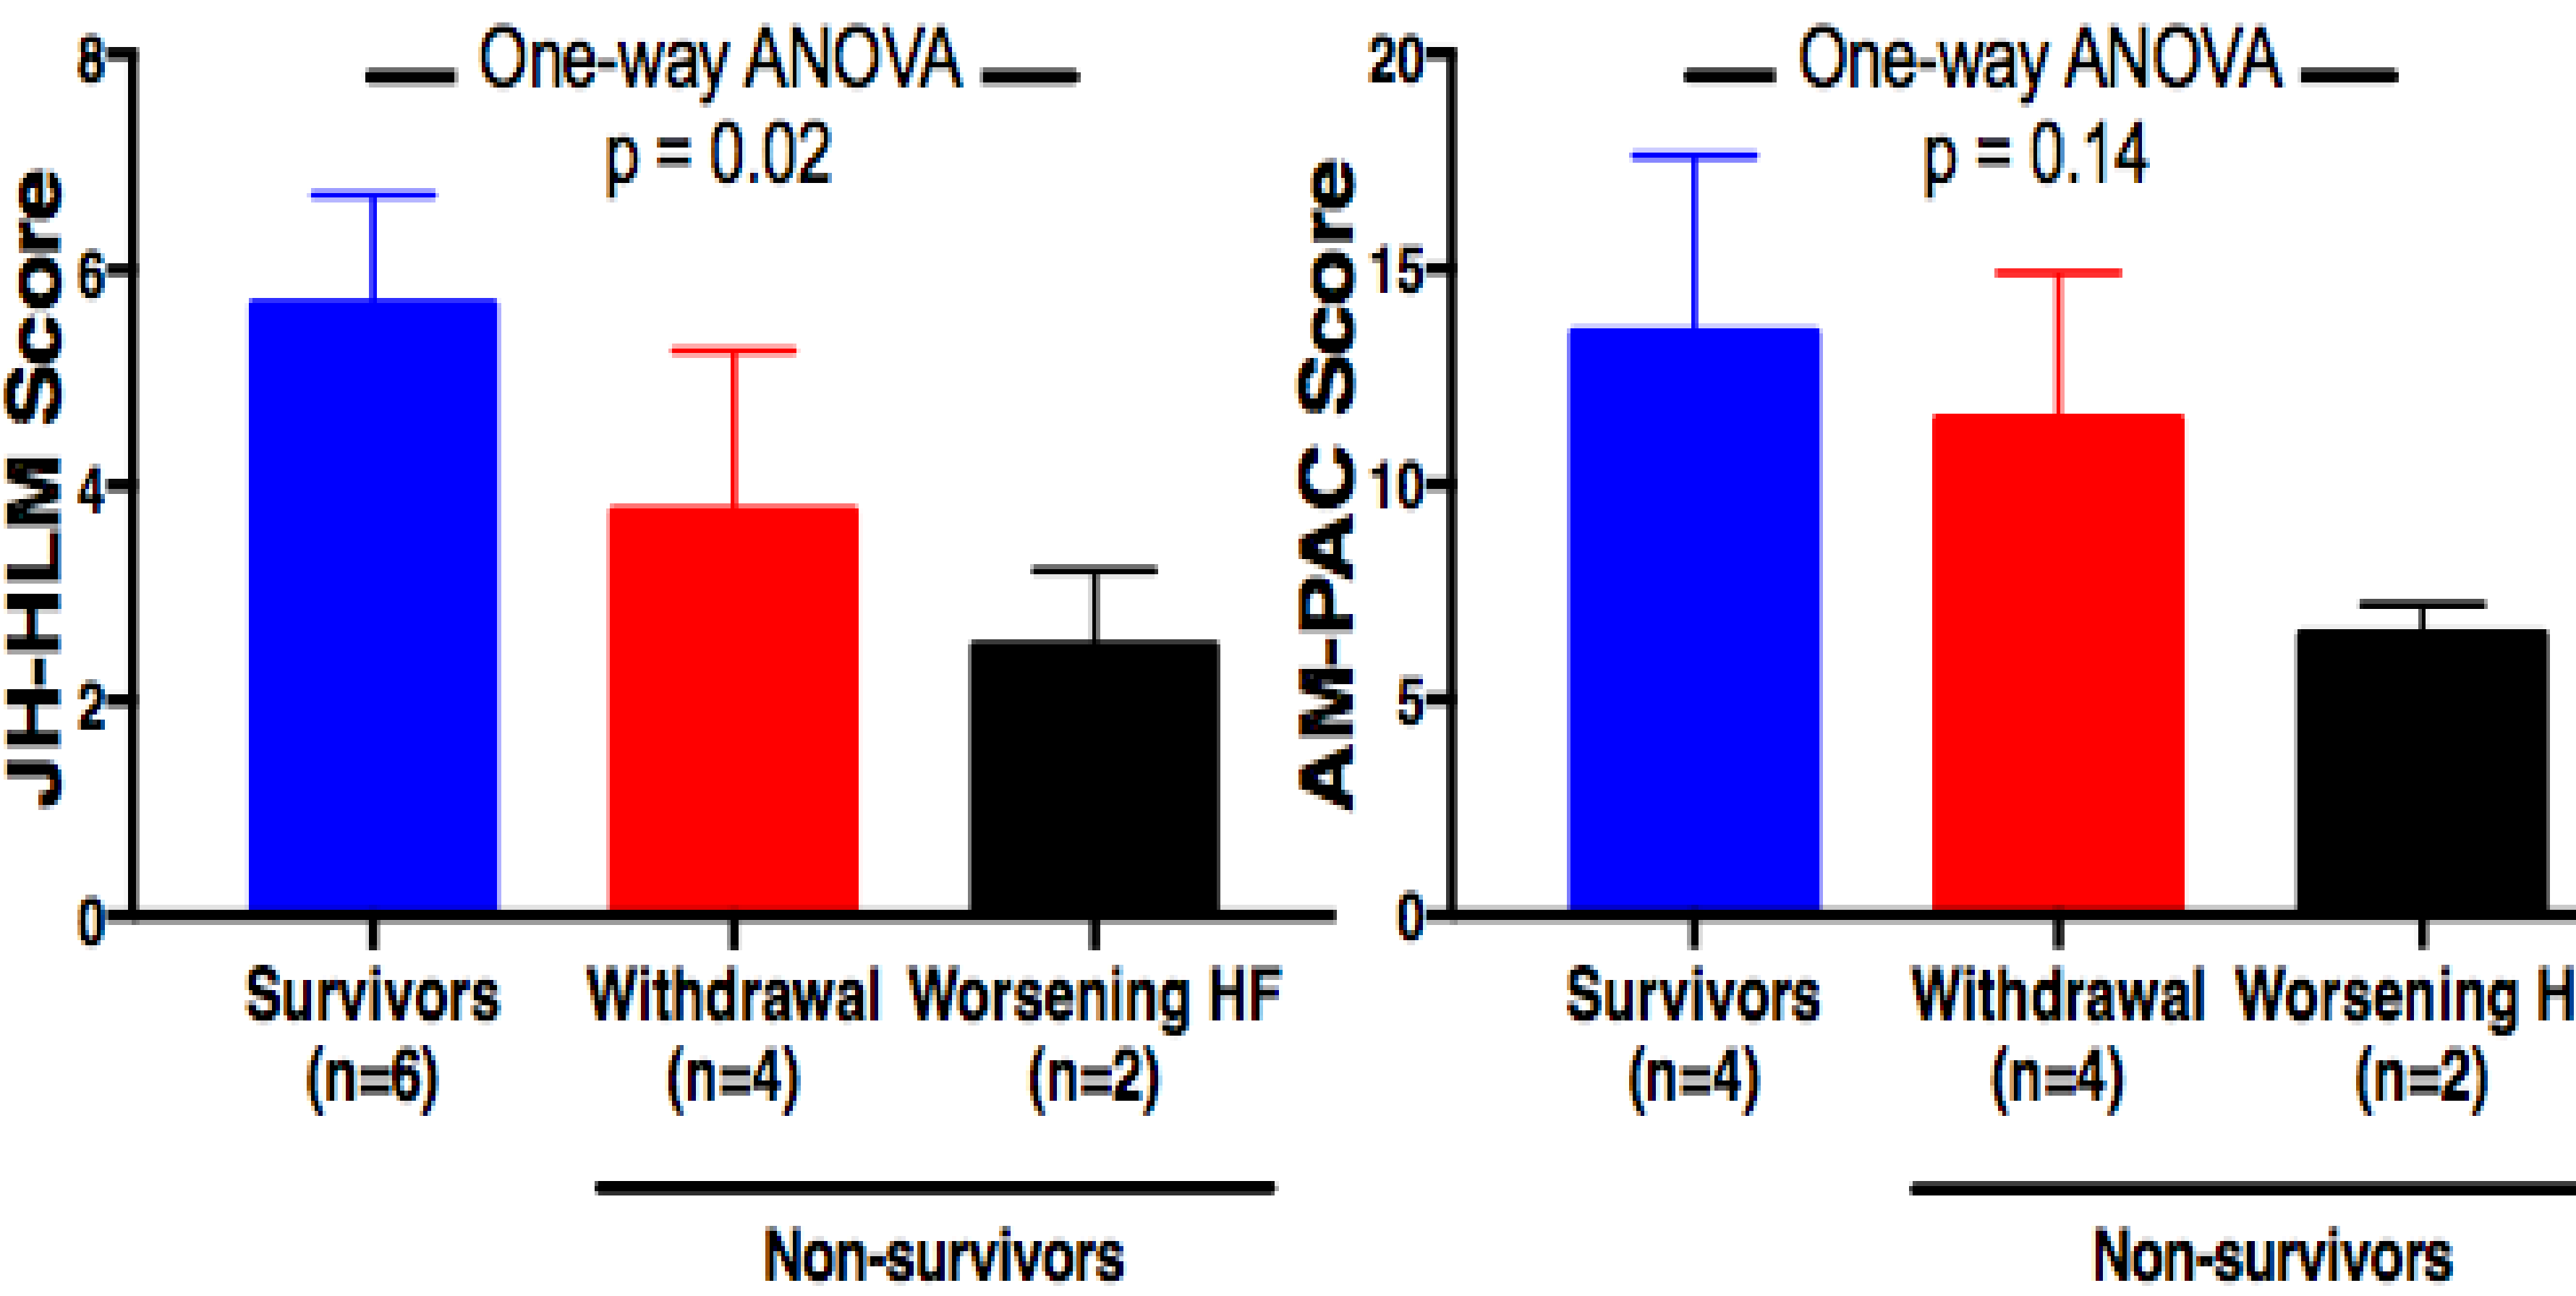 One-way ANOVA
p = 0.02
JH-HLM Score
8
6
4
2
0
Survivors
(n=6)
Withdrawal
(n=4)
Worsening HF
(n=2)
Non-survivors
One-way ANOVA
p = 0.14
AM-PAC Score
20
15
10
5
0
Survivors
(n=4)
Withdrawal
(n=4)
Worsening H
(n=2)
Non-survivors